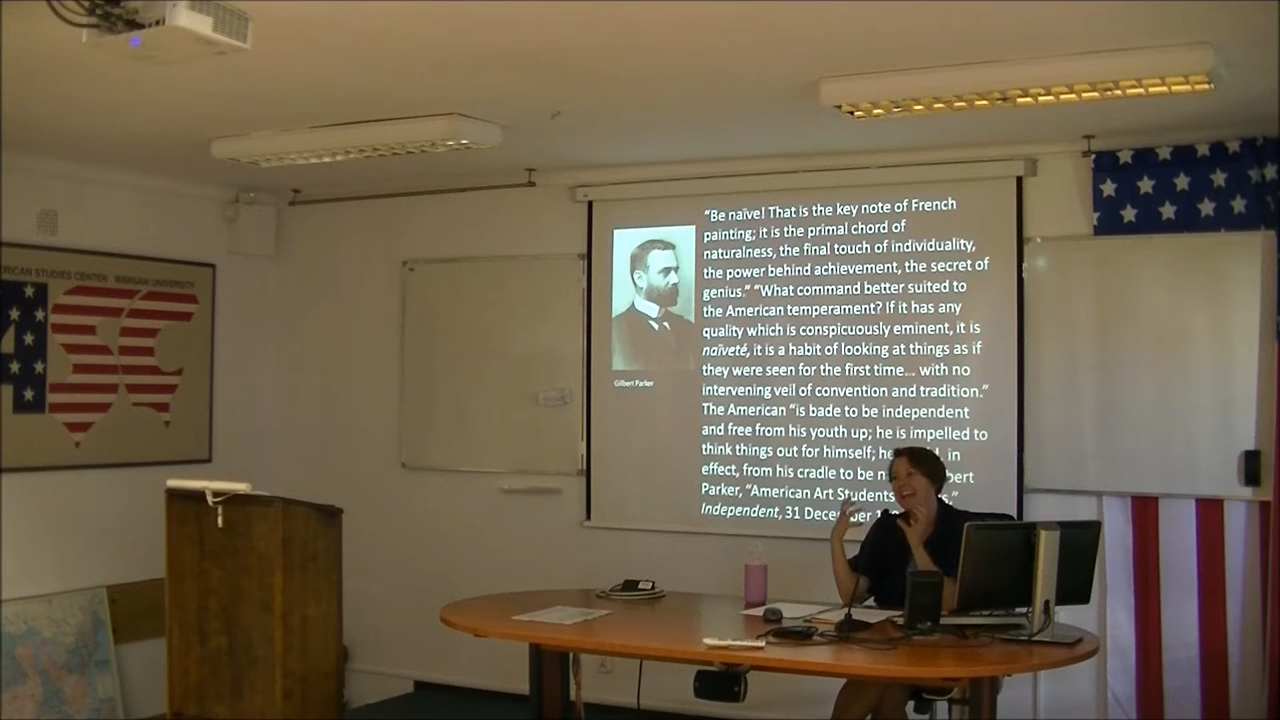 "Be naïve! That is the key note of French
painting; it is the primal chord of
naturalness, the final touch of individuality,
the power behind achievement, the secret of
genius." "What command better suited to
the American temperament? If it has any
quality which is conspicuously eminent, it is
naïveté, it is a habit of looking at things as if
they were seen for the first time... with no
intervening veil of convention and tradition."
The American "is bade to be independent
and free from his youth up; he is impelled to
think things out for himself; in
effect, from his cradle to be
Parker, "American Art Students
Independent, 31
Gilbert Parker
AMERICAN STUDIES CENTER WARSAW UNIVERSITY
ASC